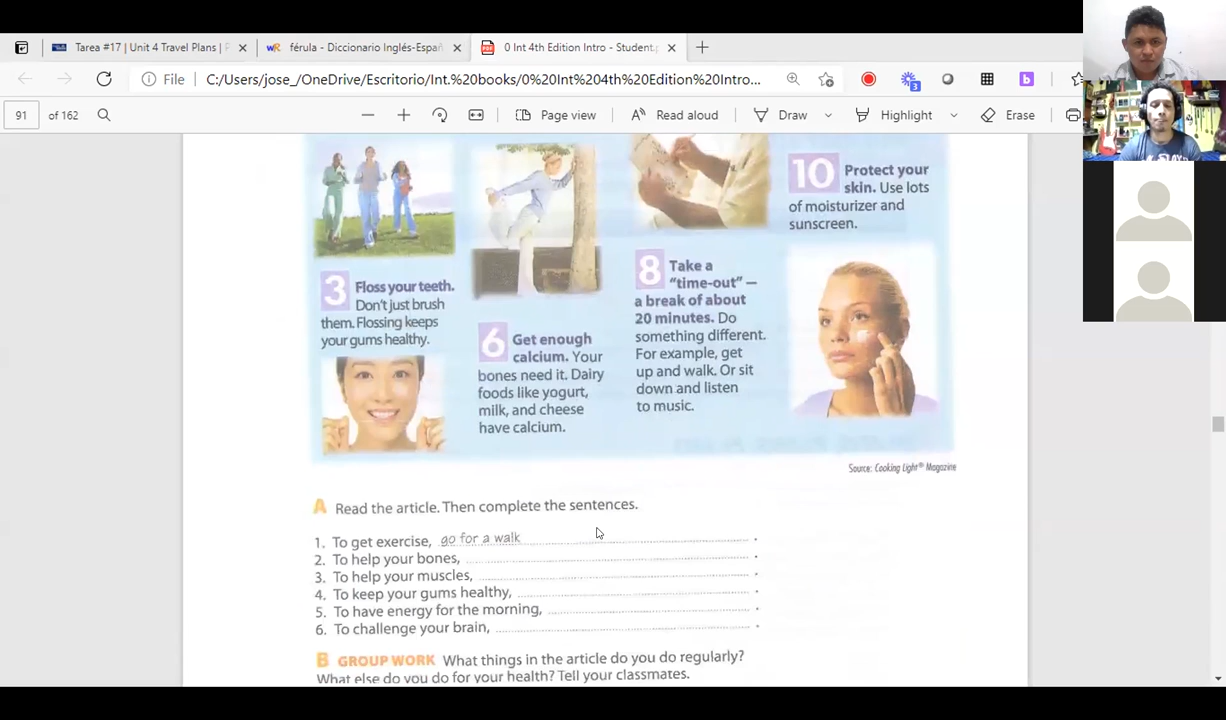 Tarea #17 | Unit 4 Travel Plans |
férula - Diccionario Inglés-Españ
0 Int 4th Edition Intro - Student.p
File C:/Users/jose_/OneDrive/Escritorio/Int.%20books/0%20Int%204th%20Edition%20Intro...
91 of 162
Page view
Read aloud
Draw
Highlight
Erase
3 Floss your teeth.
Don't just brush
them. Flossing keeps
your gums healthy.
6 Get enough
calcium. Your
bones need it. Dairy
foods like yogurt,
milk, and cheese
have calcium.
8 Take a
"time-out" —
a break of about
20 minutes. Do
something different.
For example, get
up and walk. Or sit
down and listen
to music.
10 Protect your
skin. Use lots
of moisturizer and
sunscreen.
Source: Cooking Light® Magazine
A Read the article. Then complete the sentences.
1. To get exercise, go for a walk .
2. To help your bones, .
3. To help your muscles, .
4. To keep your gums healthy, .
5. To have energy for the morning, .
6. To challenge your brain, .
B GROUP WORK What things in the article do you do regularly?
What else do you do for your health? Tell your classmates.